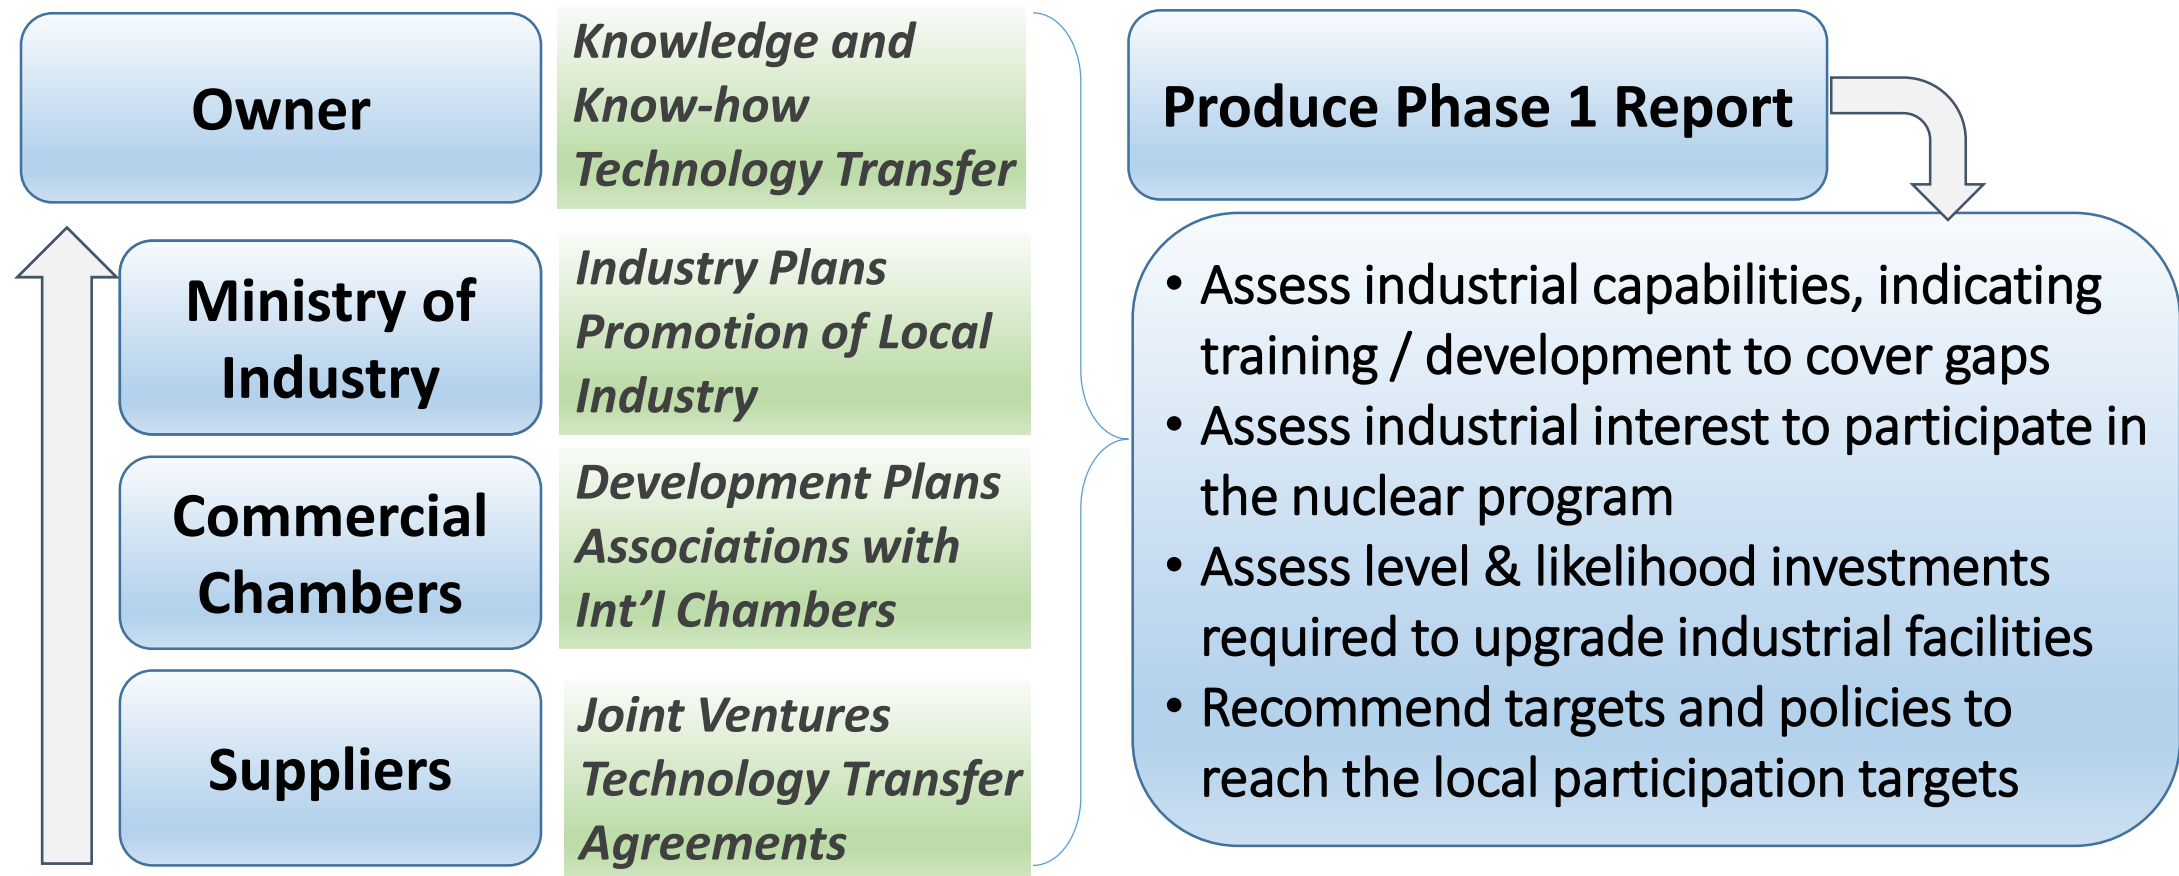 Owner
Knowledge and
Know-how
Technology Transfer
Ministry of
Industry
Industry Plans
Promotion of Local
Industry
Commercial
Chambers
Development Plans
Associations with
Int’l Chambers
Suppliers
Joint Ventures
Technology Transfer
Agreements
Produce Phase 1 Report
• Assess industrial capabilities, indicating
training / development to cover gaps
• Assess industrial interest to participate in
the nuclear program
• Assess level & likelihood investments
required to upgrade industrial facilities
• Recommend targets and policies to
reach the local participation targets